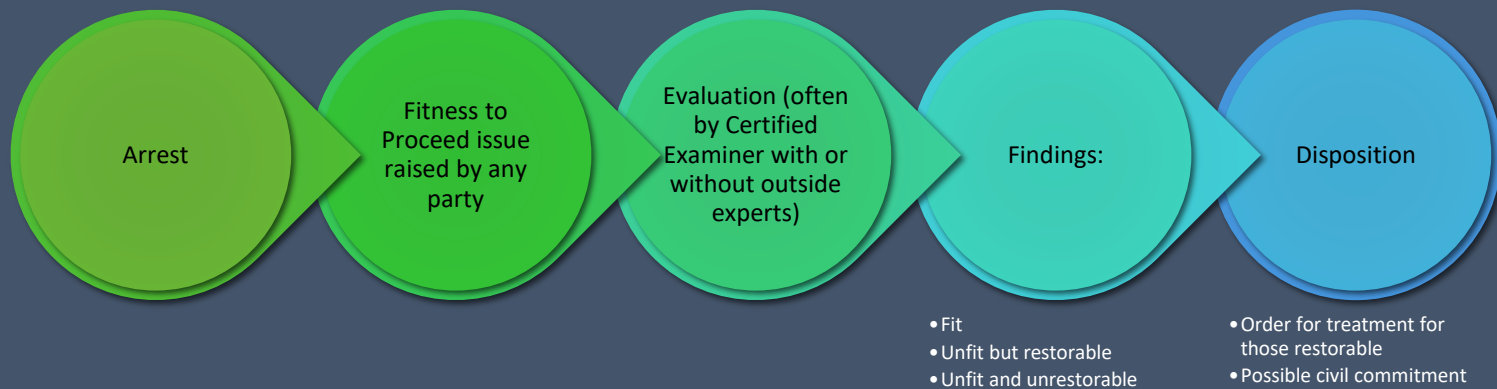 Arrest
Fitness to
Proceed issue
raised by any
party
Evaluation (often
by Certified
Examiner with or
without outside
experts)
Findings:
• Fit
• Unfit but restorable
• Unfit and unrestorable
Disposition
• Order for treatment for
those restorable
• Possible civil commitment